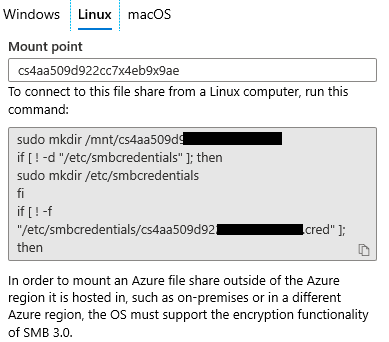 Windows Linux macOS
Mount point
cs4aa509d922cc7x4eb9x9ae
To connect to this file share from a Linux computer, run this
command:
sudo mkdir /mnt/cs4aa509d9
if [ ! -d "/etc/smbcredentials" ]; then
sudo mkdir /etc/smbcredentials
fi
if [ ! -f
"/etc/smbcredentials/cs4aa509d92 .cred" ];
then
In order to mount an Azure file share outside of the Azure
region it is hosted in, such as on-premises or in a different
Azure region, the OS must support the encryption functionality
of SMB 3.0.